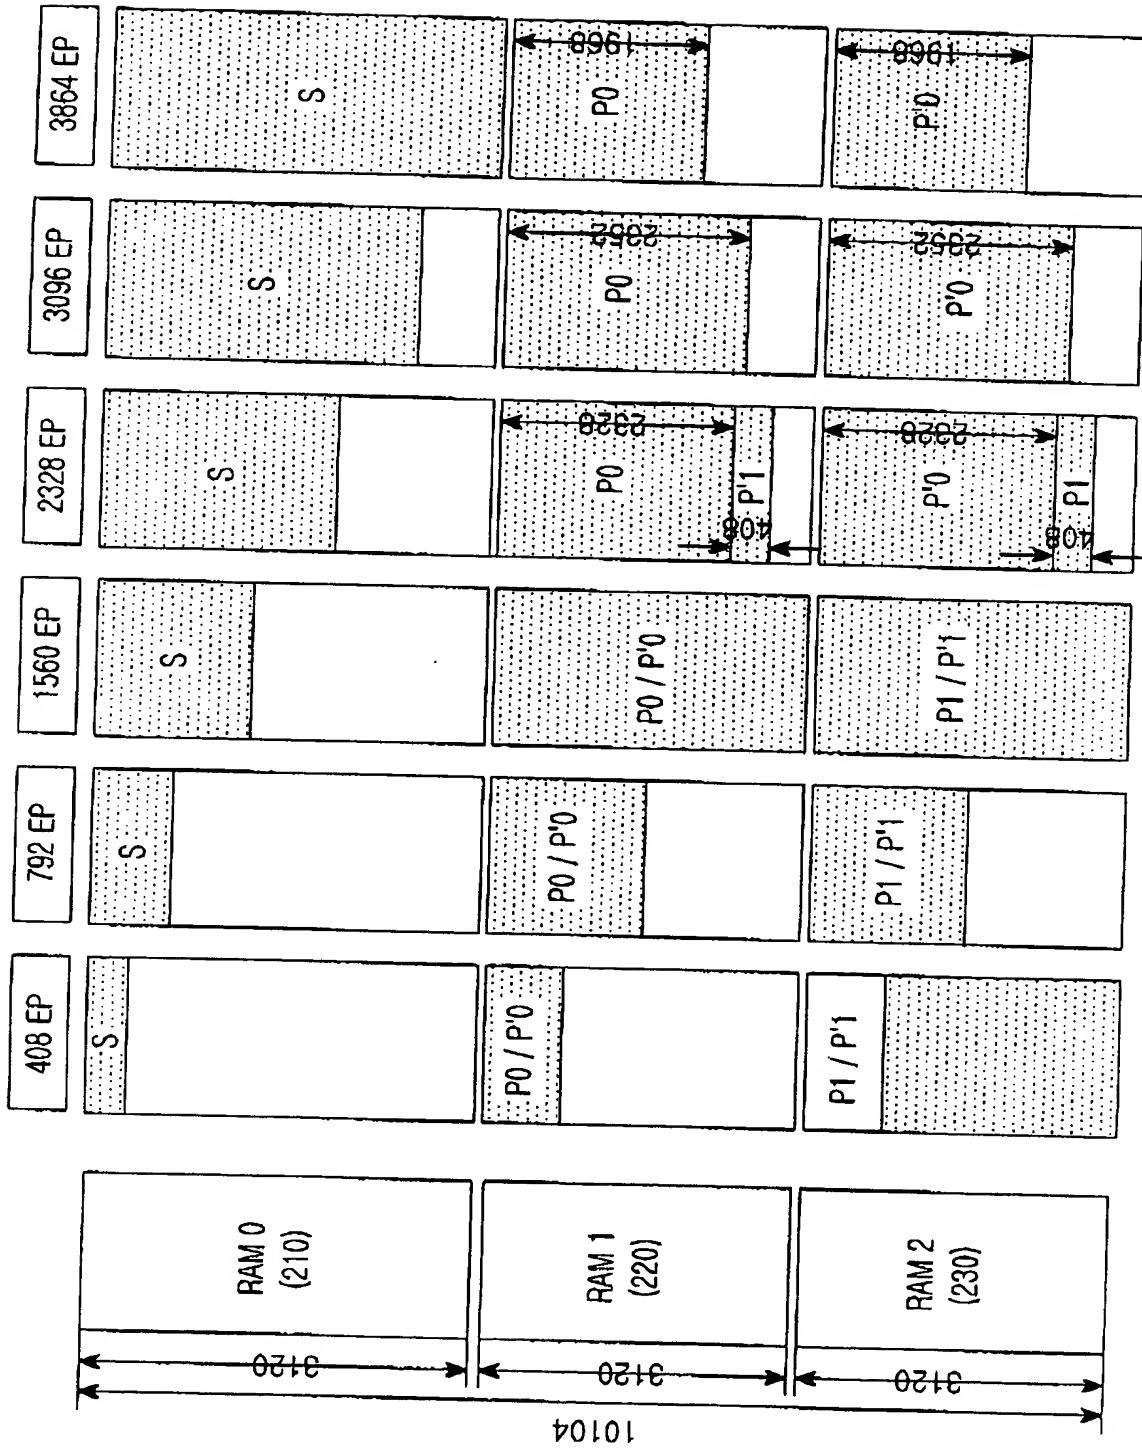 408 EP
792 EP
1560 EP
2328 EP
3096 EP
3864 EP
10104
3120
RAM 0
(210)
S
S
S
S
S
S
3120
RAM 1
(220)
P0 / P'0
P0 / P'0
P0 / P'0
P0
2328
P'1
408
P0
2352
P0
1968
3120
RAM 2
(230)
P1 / P'1
P1 / P'1
P1 / P'1
P'0
2328
P1
408
P'0
2352
P'0
1968